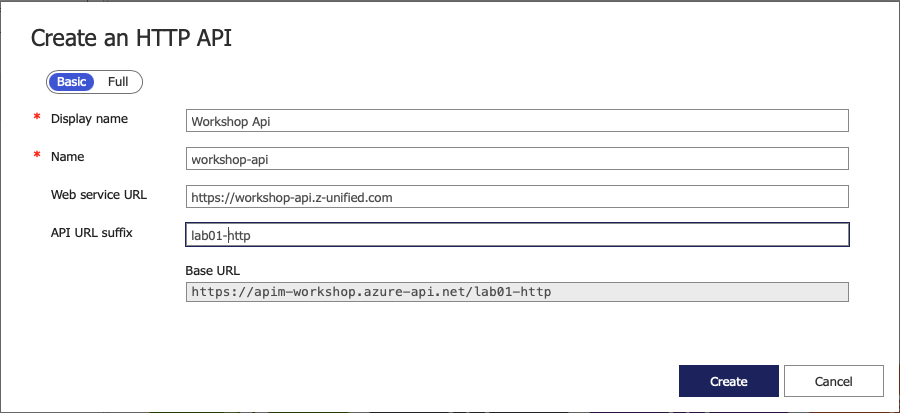 Create an HTTP API
Basic Full
* Display name Workshop Api
* Name workshop-api
Web service URL https://workshop-api.z-unified.com
API URL suffix lab01-http
Base URL
https://apim-workshop.azure-api.net/lab01-http
Create Cancel